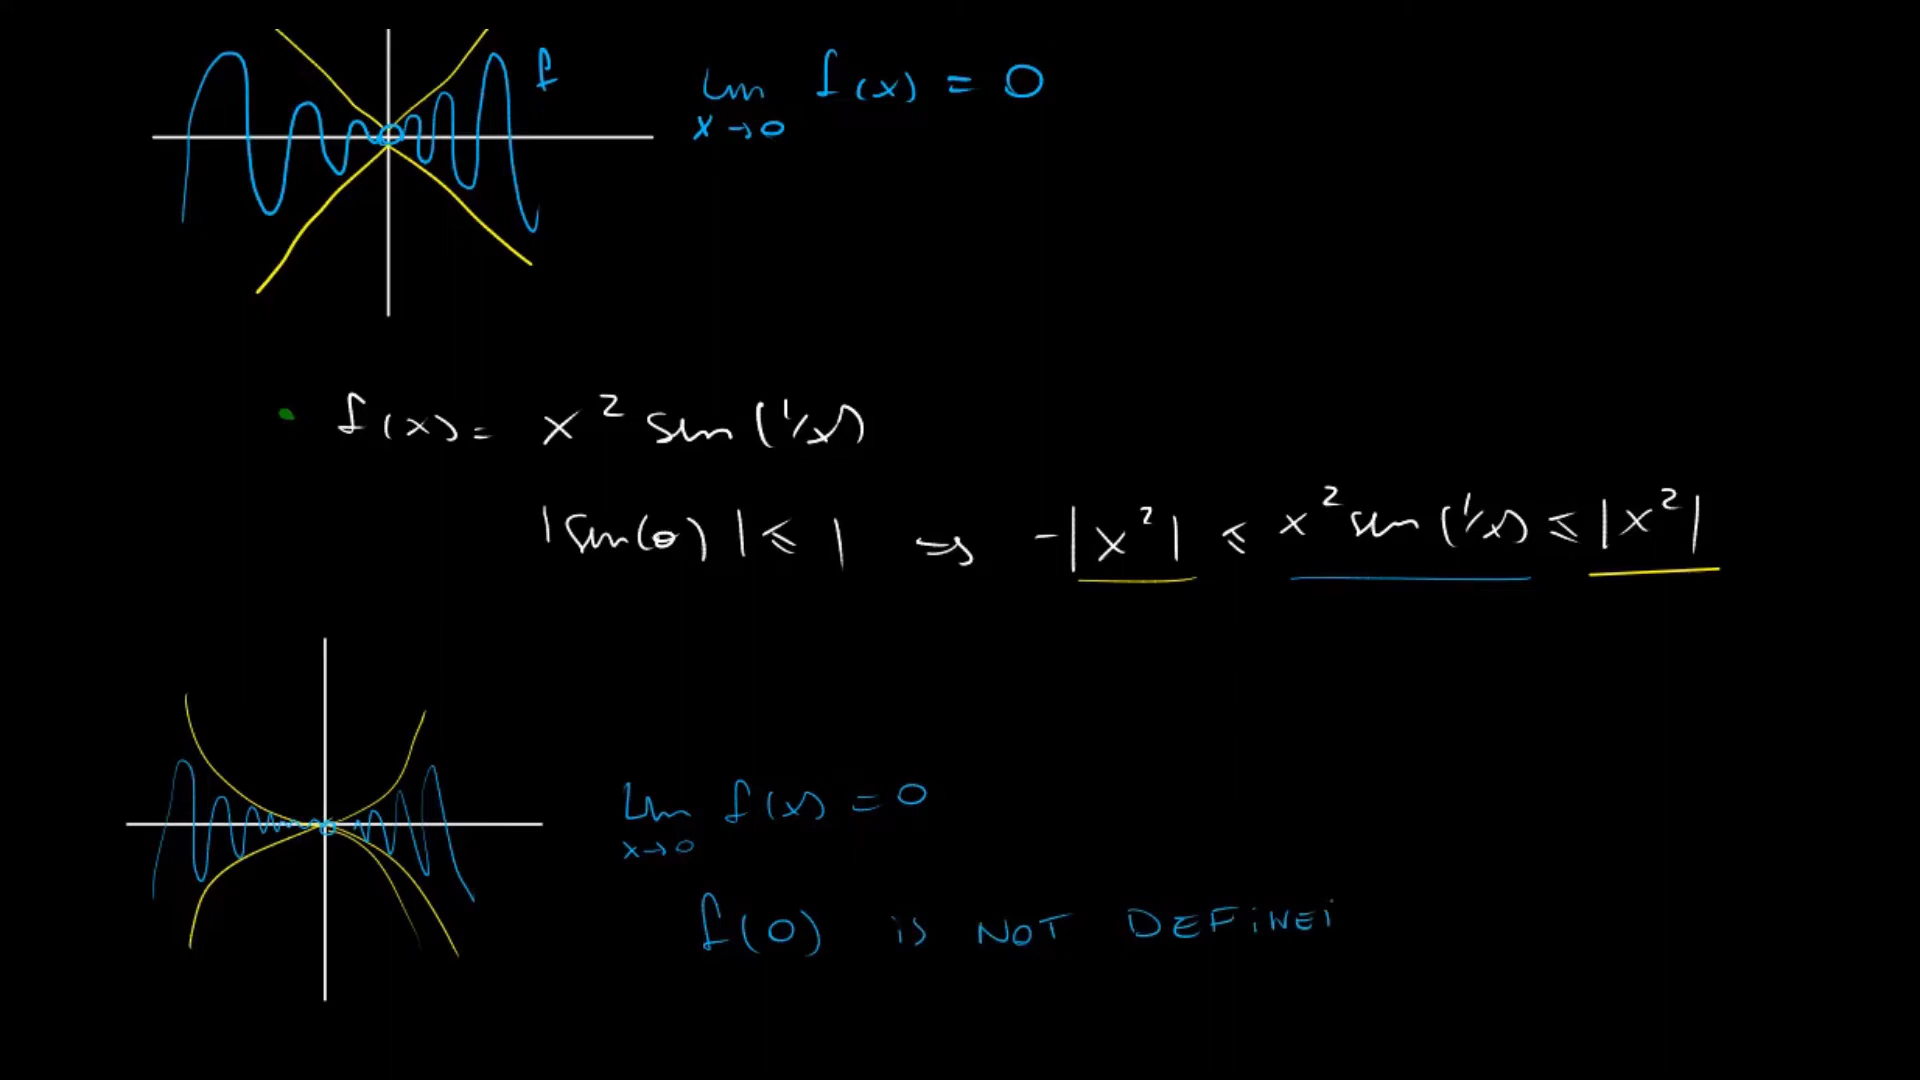 f
lim f(x) = 0
x→0
f(x) = x² sin(1/x)
|sin(θ)| ≤ 1 ⇒ -|x²| ≤ x² sin(1/x) ≤ |x²|
lim f(x) = 0
x→0
f(0) is NOT DEFINE